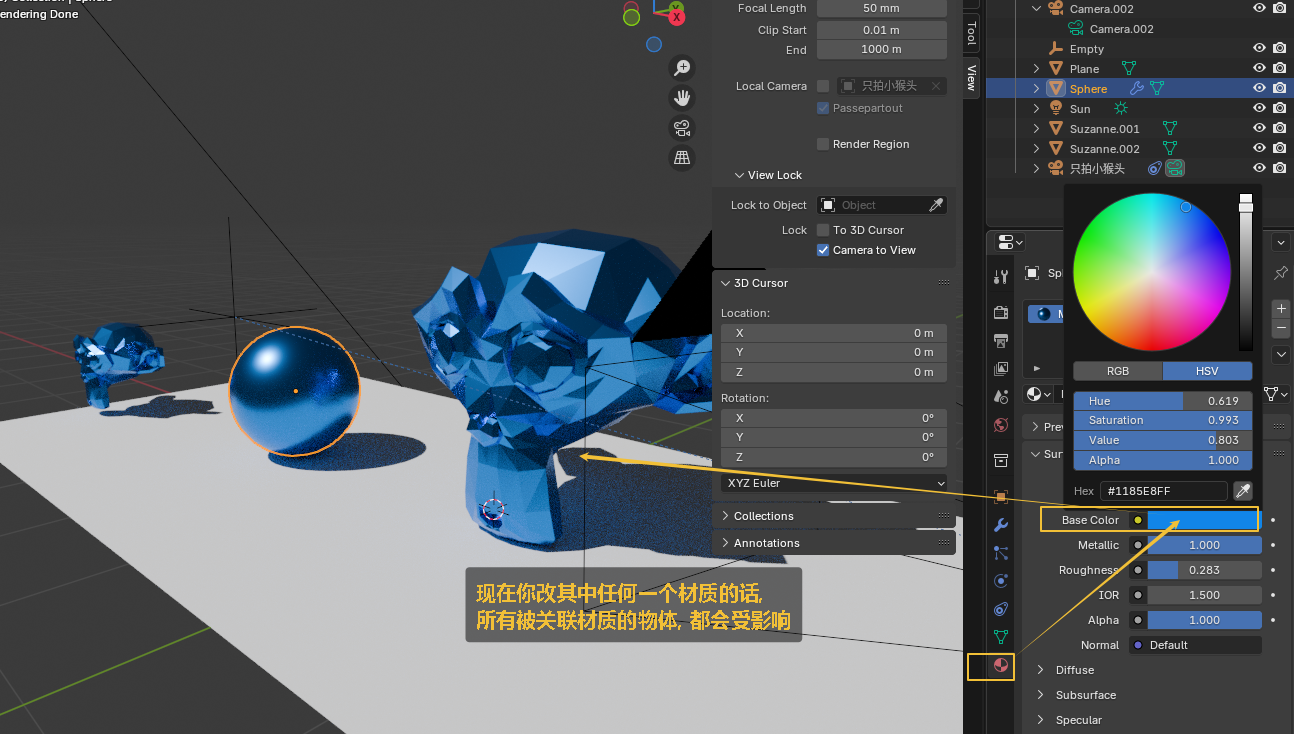 endering Done
X
Y
Focal Length 50 mm
Clip Start 0.01 m
End 1000 m
Local Camera 只拍小猴头
Passepartout
Render Region
View Lock
Lock to Object Object
Lock To 3D Cursor
Camera to View
3D Cursor
Location:
X 0 m
Y 0 m
Z 0 m
Rotation:
X 0°
Y 0°
Z 0°
XYZ Euler
Collections
Annotations
Tool
View
Camera.002
Camera.002
Empty
Plane
Sphere
Sun
Suzanne.001
Suzanne.002
只拍小猴头
RGB HSV
Hue 0.619
Saturation 0.993
Value 0.803
Alpha 1.000
Hex #1185E8FF
Base Color
Metallic 1.000
Roughness 0.283
IOR 1.500
Alpha 1.000
Normal Default
Diffuse
Subsurface
Specular
现在你改其中任何一个材质的话,
所有被关联材质的物体, 都会受影响